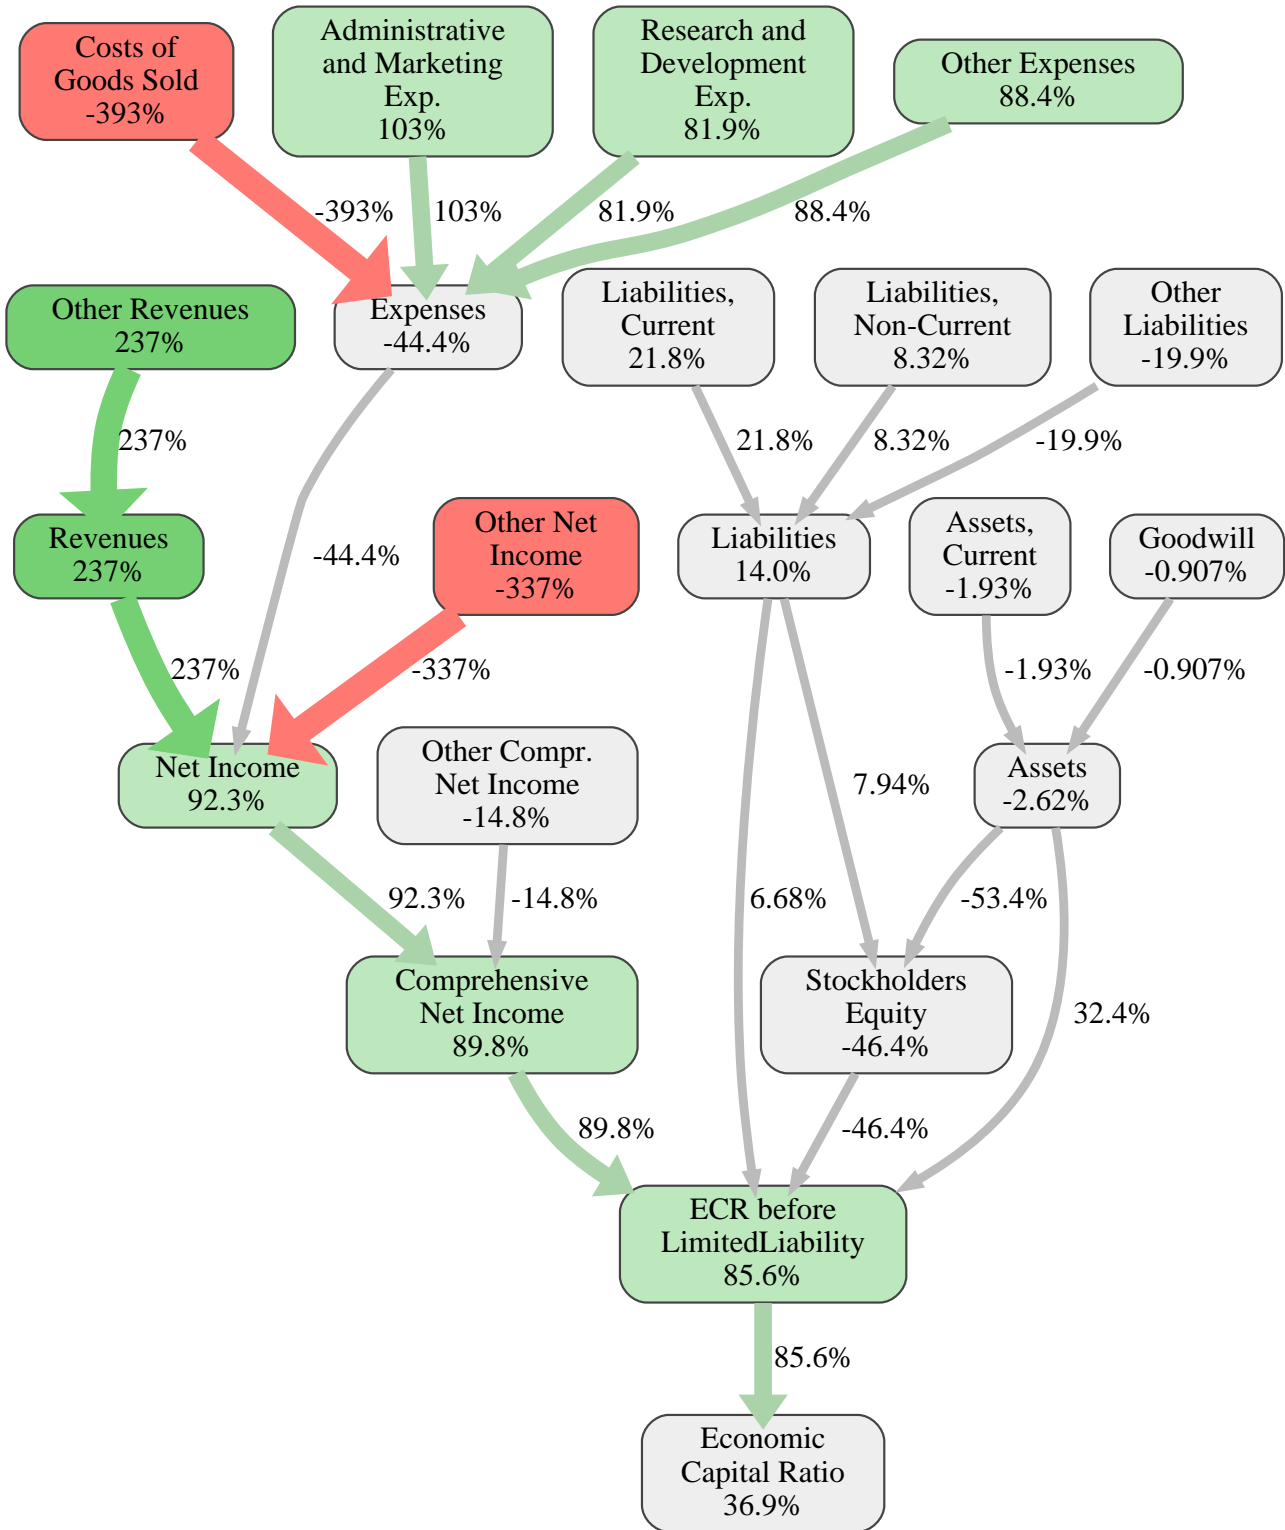 Costs of
Goods Sold
-393%
Administrative
and Marketing
Exp.
103%
Research and
Development
Exp.
81.9%
Other Expenses
88.4%
-393%
103%
81.9%
88.4%
Other Revenues
237%
Expenses
-44.4%
Liabilities,
Current
21.8%
Liabilities,
Non-Current
8.32%
Other
Liabilities
-19.9%
237%
21.8%
8.32%
-19.9%
Revenues
237%
-44.4%
Other Net
Income
-337%
Liabilities
14.0%
Assets,
Current
-1.93%
Goodwill
-0.907%
237%
-337%
-1.93%
-0.907%
Net Income
92.3%
Other Compr.
Net Income
-14.8%
7.94%
Assets
-2.62%
92.3%
-14.8%
6.68%
-53.4%
Comprehensive
Net Income
89.8%
Stockholders
Equity
-46.4%
32.4%
89.8%
-46.4%
ECR before
LimitedLiability
85.6%
85.6%
Economic
Capital Ratio
36.9%